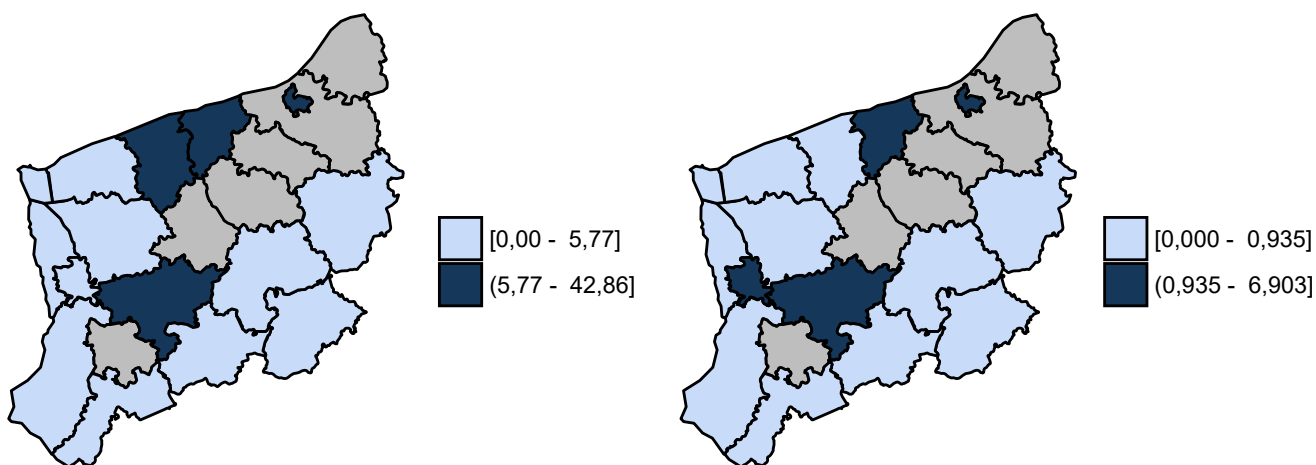 [0,00 - 5,77]
(5,77 - 42,86]
[0,000 - 0,935]
(0,935 - 6,903]